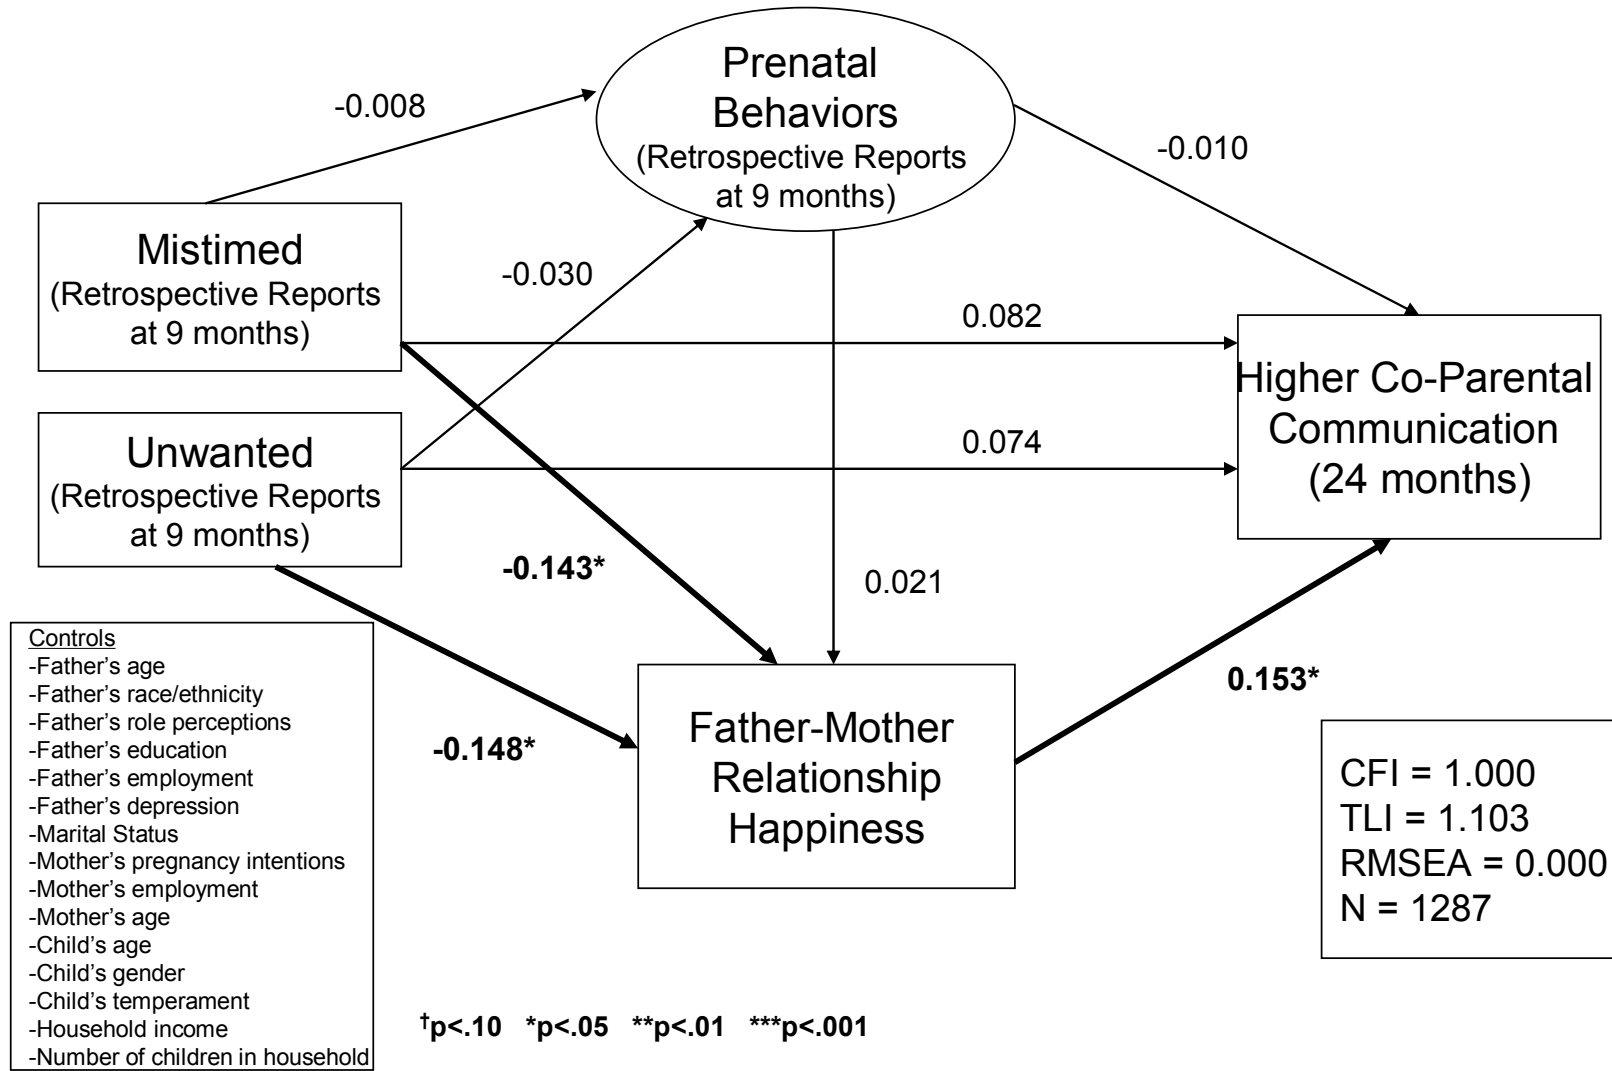 Prenatal
Behaviors
(Retrospective Reports
at 9 months)
-0.008
-0.010
Mistimed
(Retrospective Reports
at 9 months)
-0.030
0.082
Higher Co-Parental
Communication
(24 months)
Unwanted
(Retrospective Reports
at 9 months)
0.074
-0.143*
0.021
Controls
-Father’s age
-Father’s race/ethnicity
-Father’s role perceptions
-Father’s education
-Father’s employment
-Father’s depression
-Marital Status
-Mother’s pregnancy intentions
-Mother’s employment
-Mother’s age
-Child’s age
-Child’s gender
-Child’s temperament
-Household income
-Number of children in household
-0.148*
Father-Mother
Relationship
Happiness
0.153*
CFI = 1.000
TLI = 1.103
RMSEA = 0.000
N = 1287
†p<.10 *p<.05 **p<.01 ***p<.001